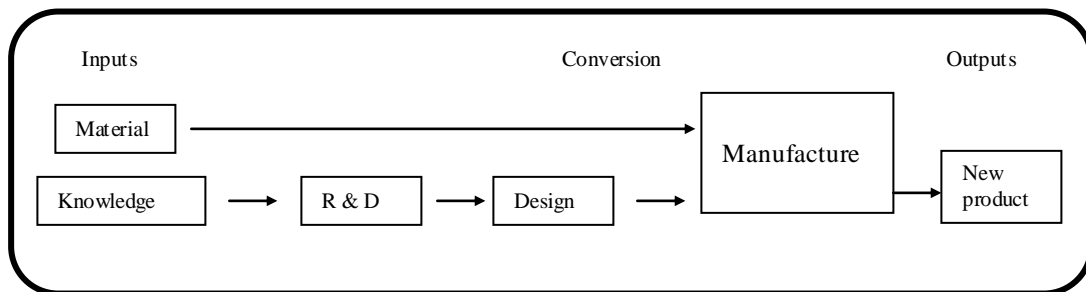 Inputs
Conversion
Outputs
Material
Manufacture
Knowledge
R & D
Design
New
product